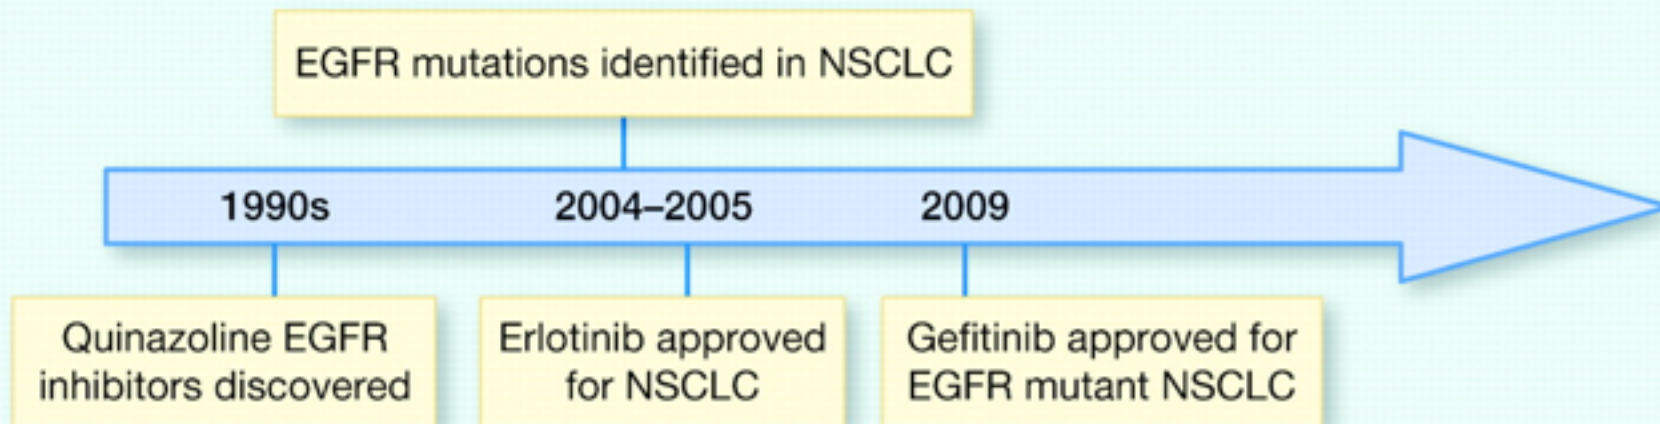 EGFR mutations identified in NSCLC
1990s
2004–2005
2009
Quinazoline EGFR
inhibitors discovered
Erlotinib approved
for NSCLC
Gefitinib approved for
EGFR mutant NSCLC